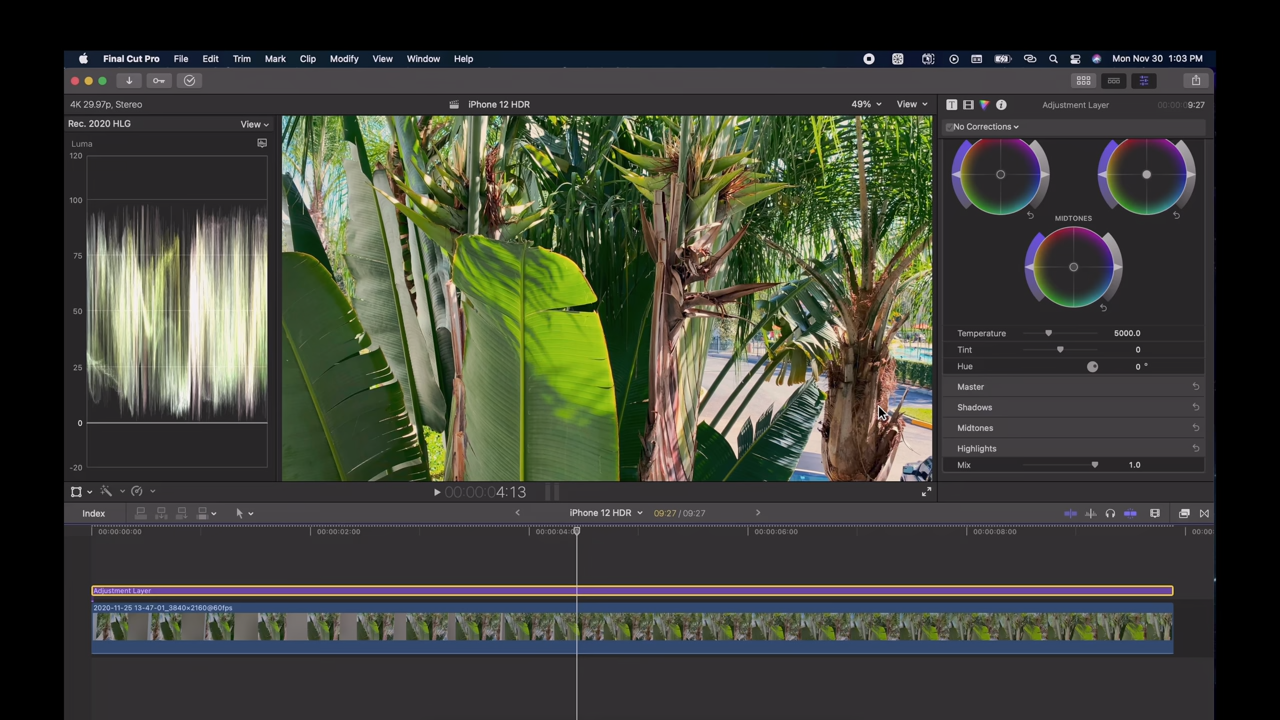 Final Cut Pro File Edit Trim Mark Clip Modify View Window Help Mon Nov 30 1:03 PM
4K 29.97p, Stereo iPhone 12 HDR 49% View Adjustment Layer 00:00:09:27
Rec. 2020 HLG View No Corrections
Luma
120
100
75
50
25
0
-20
MIDTONES
Temperature 5000.0
Tint 0
Hue 0 °
Master
Shadows
Midtones
Highlights
Mix 1.0
00:00:00:04:13
Index iPhone 12 HDR 09:27 / 09:27
00:00:00:00 00:00:02:00 00:00:06:00 00:00:08:00
Adjustment Layer
2020-11-25 13-47-01_3840×2160@60fps